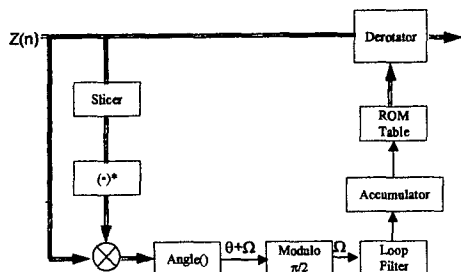 Z(n)
Derotator
Slicer
ROM
Table
(•)*
Accumulator
θ+Ω
Ω
Angle()
Modulo
π/2
Loop
Filter